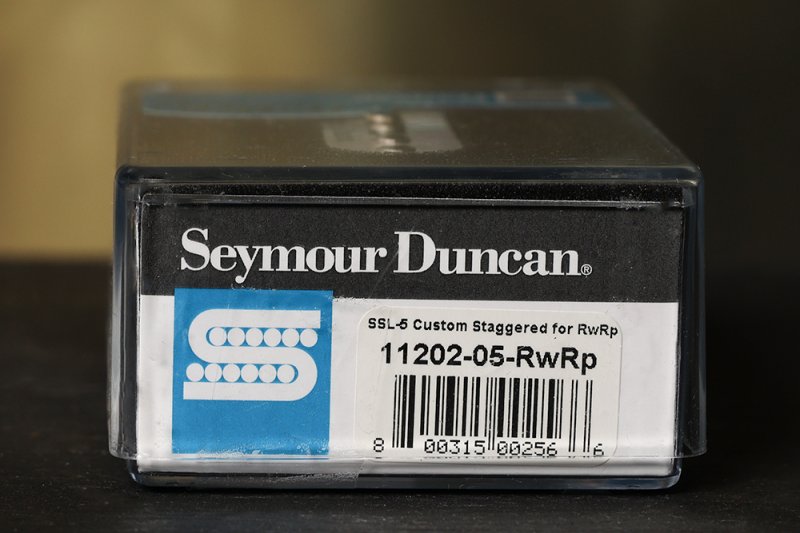 Seymour Duncan®
SSL-5 Custom Staggered for RwRp
11202-05-RwRp
8 00315 00256 6